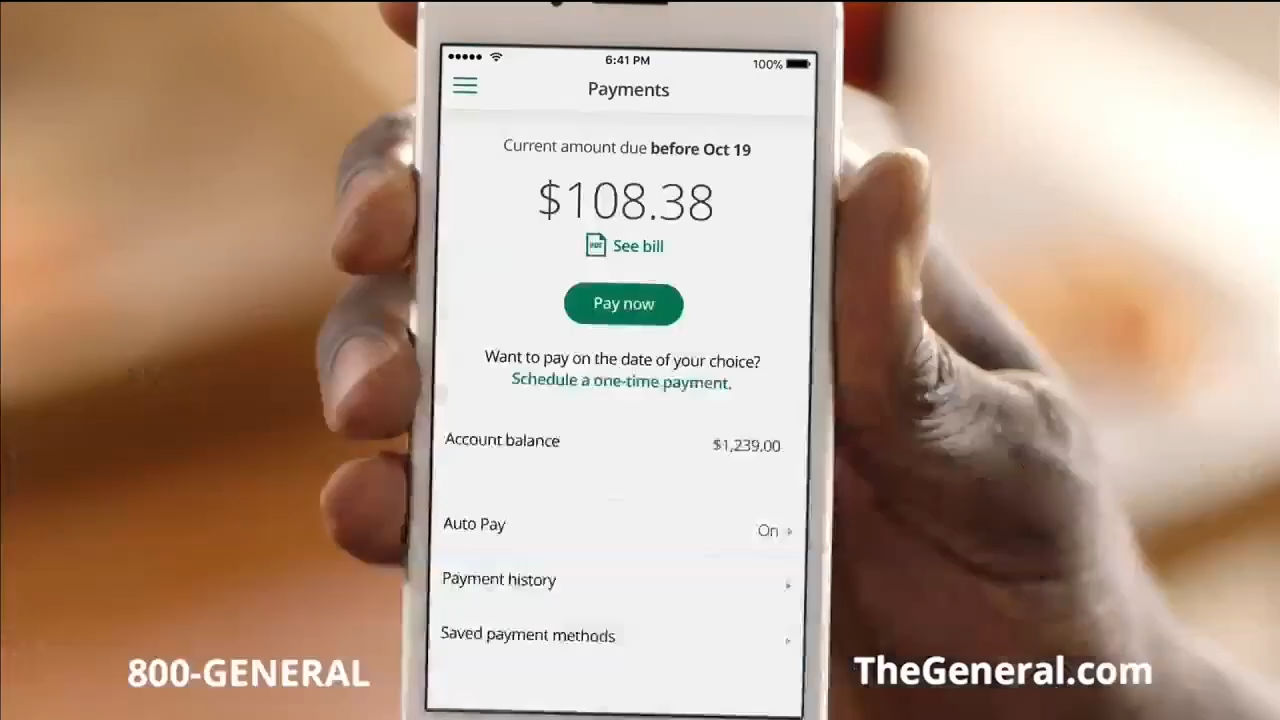 6:41 PM
100%
Payments
Current amount due before Oct 19
$108.38
PDF See bill
Pay now
Want to pay on the date of your choice?
Schedule a one-time payment.
Account balance $1,239.00
Auto Pay On
Payment history
Saved payment methods
800-GENERAL
TheGeneral.com